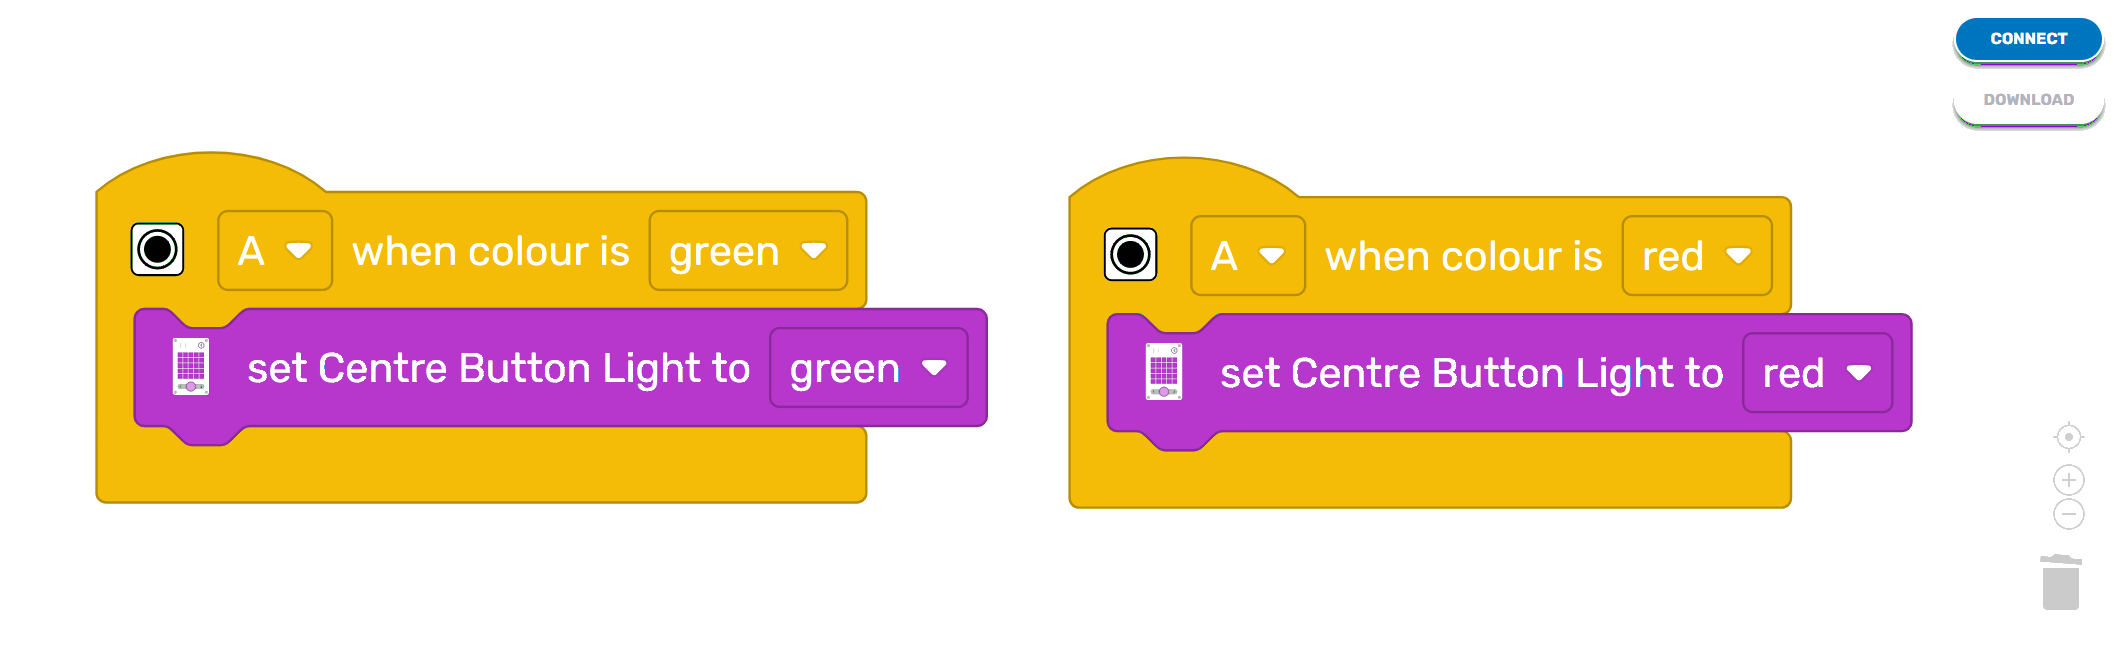 CONNECT
DOWNLOAD
A when colour is green
set Centre Button Light to green
A when colour is red
set Centre Button Light to red